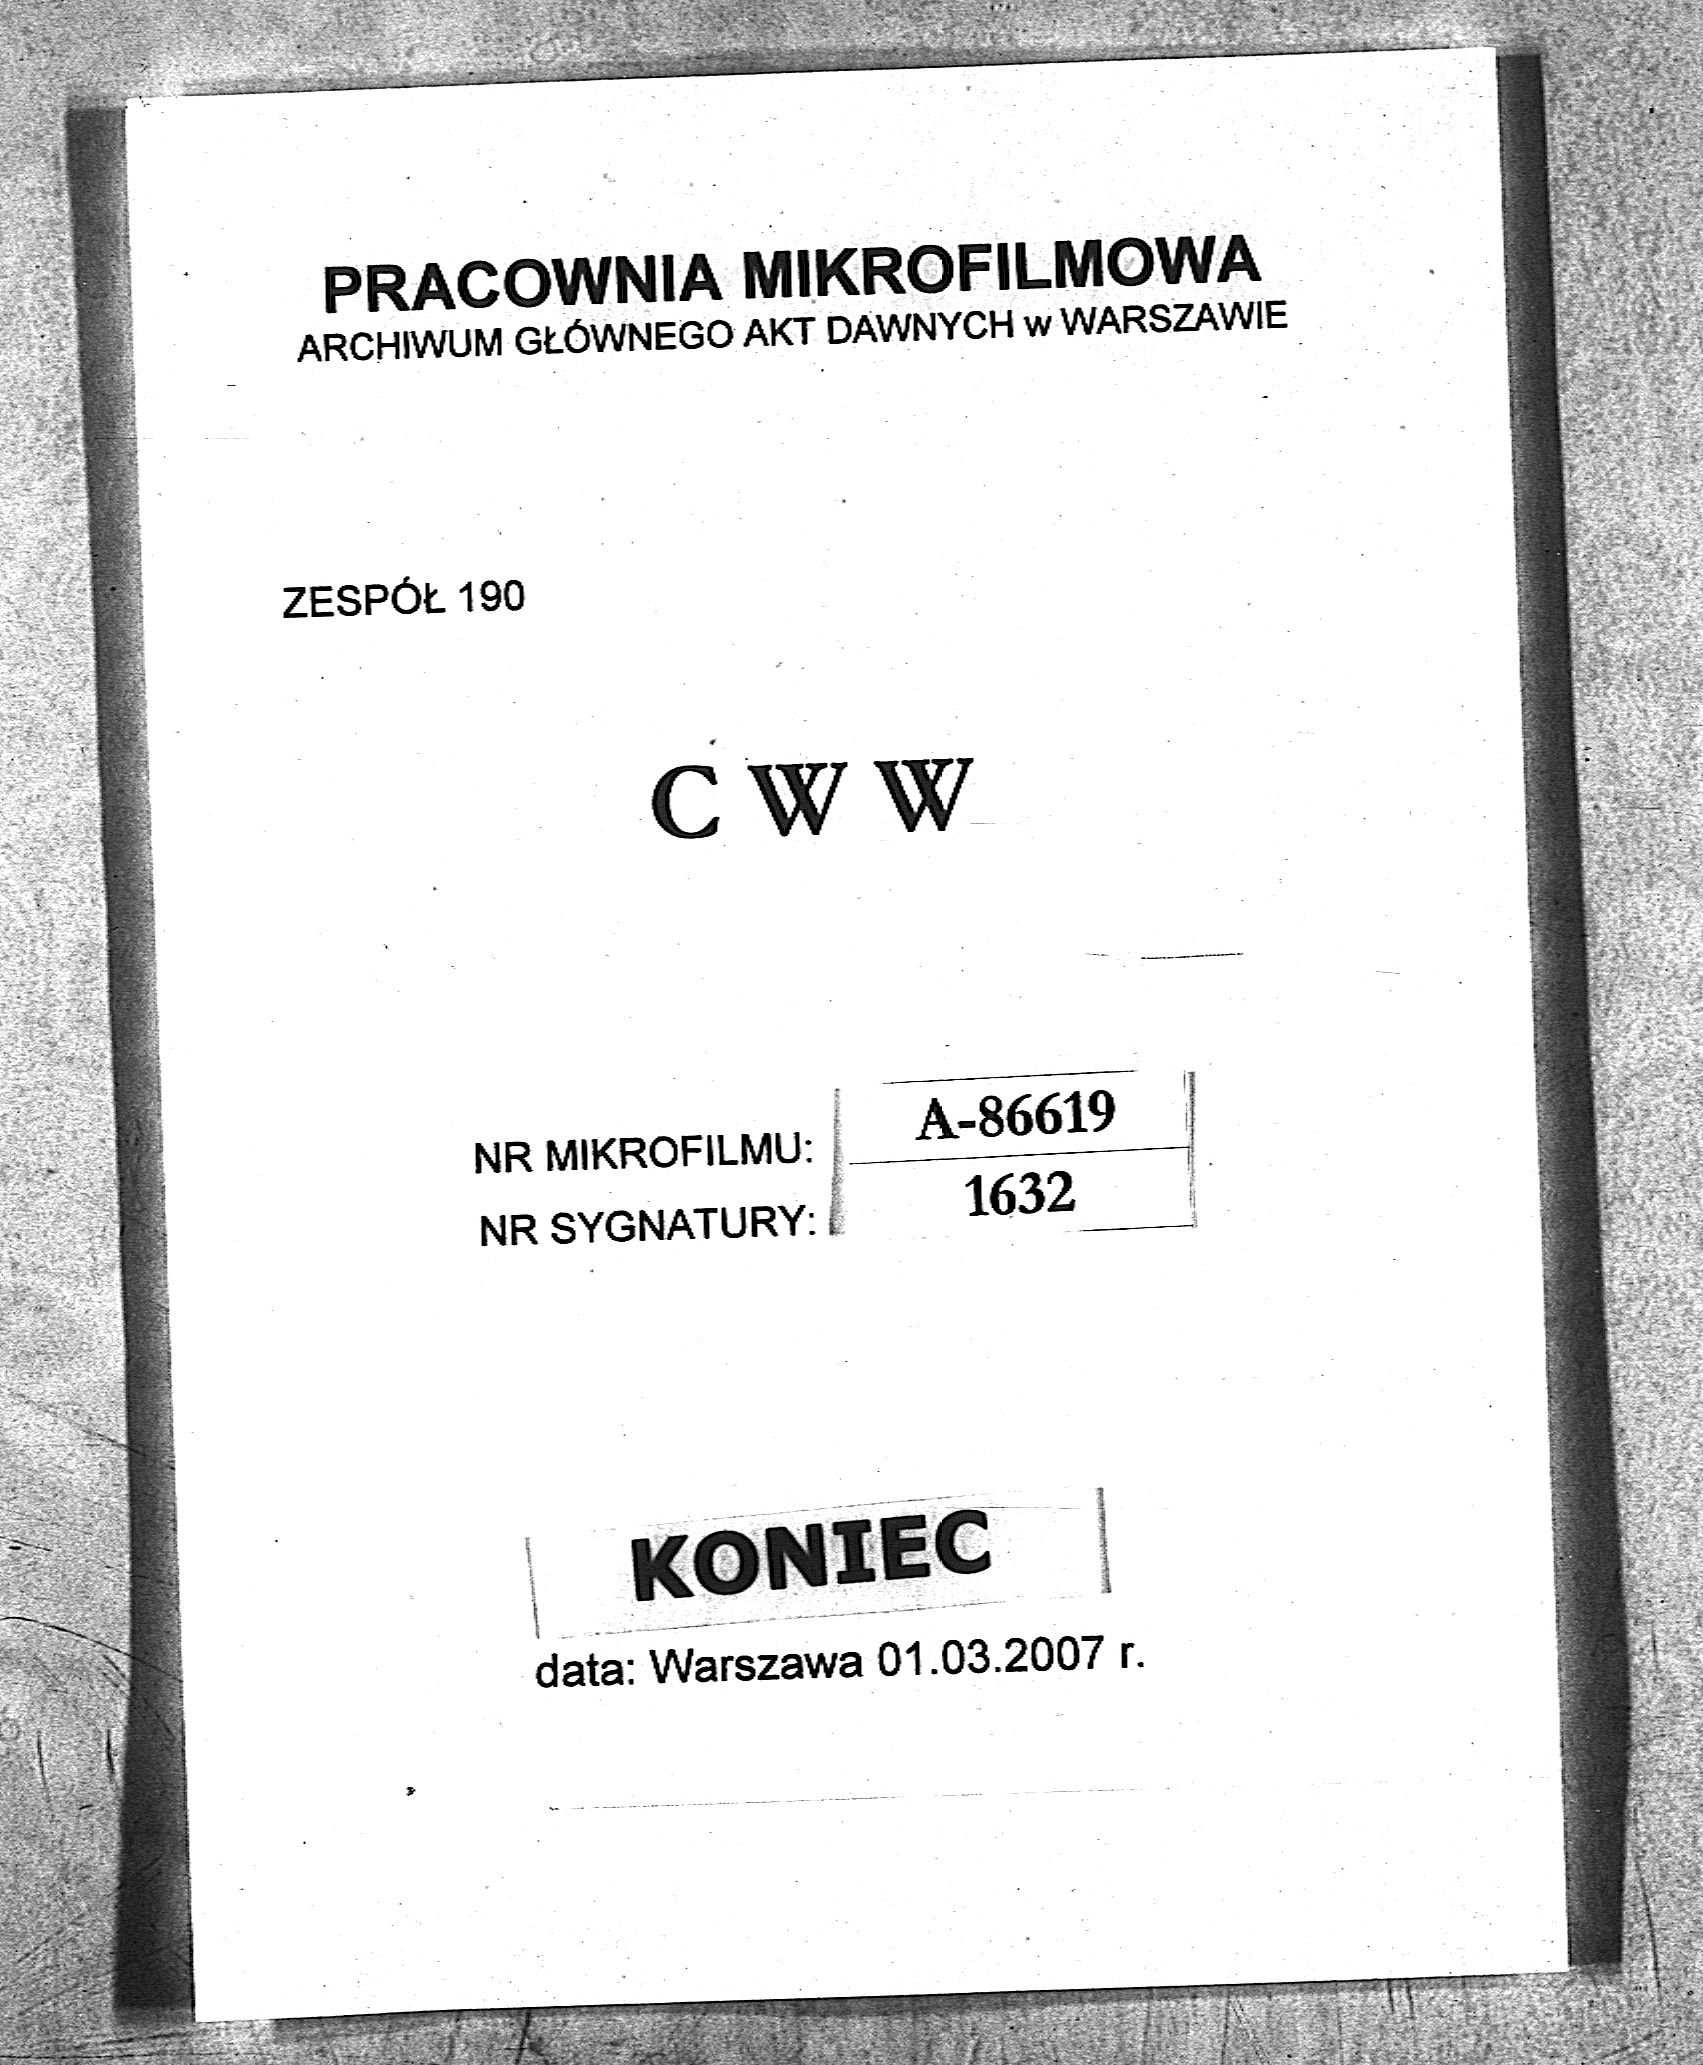 PRACOWNIA MIKROFILMOWA
ARCHIWUM GŁÓWNEGO AKT DAWNYCH w WARSZAWIE
ZESPÓŁ 190
C W W
NR MIKROFILMU: A-86619
NR SYGNATURY: 1632
KONIEC
data: Warszawa 01.03.2007 r.